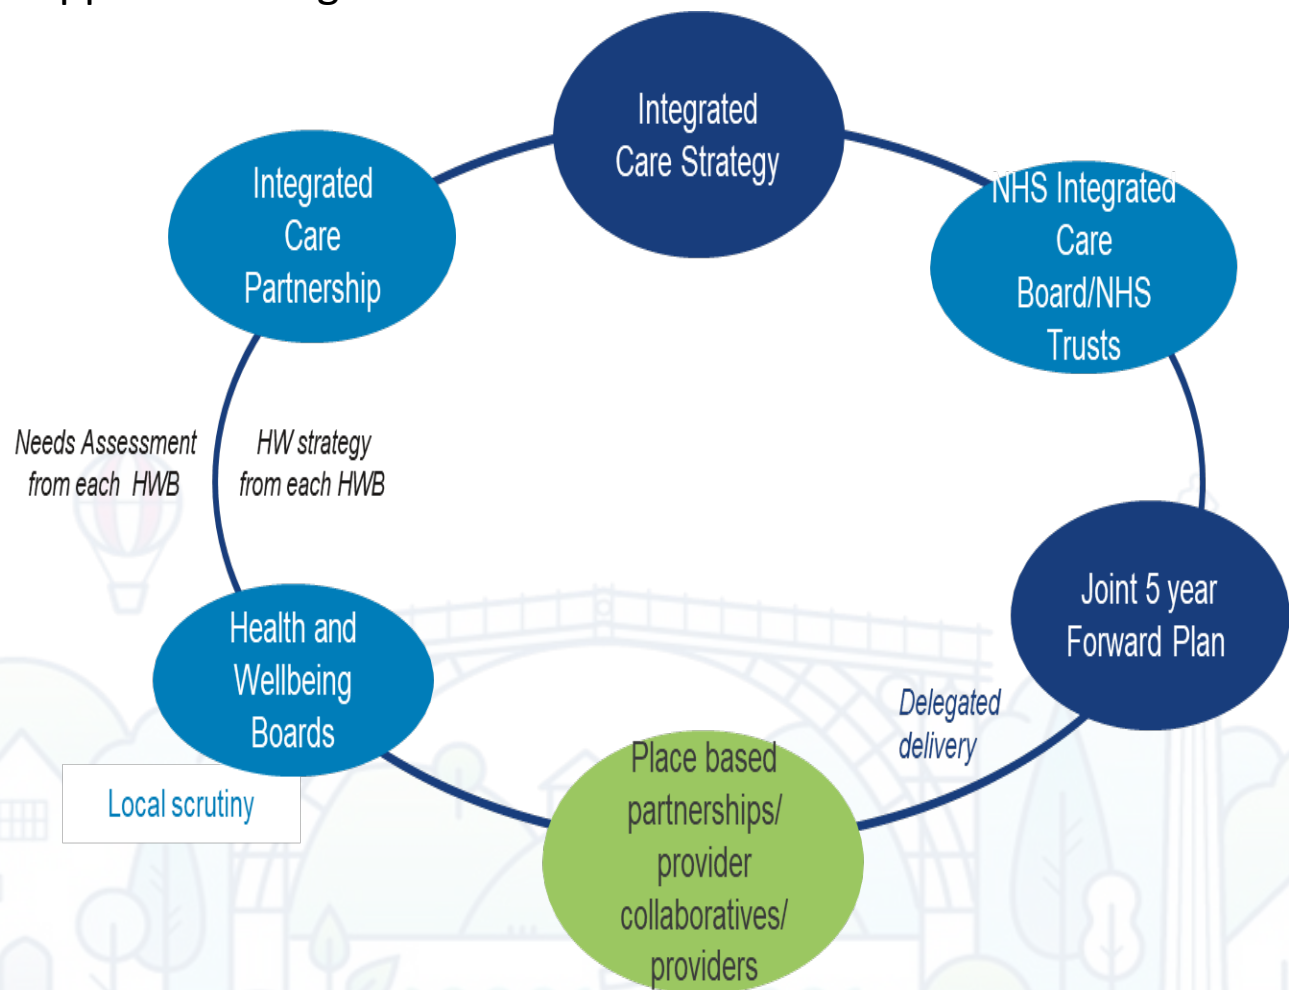 Integrated
Care Strategy
Integrated
Care
Partnership
NHS Integrated
Care
Board/NHS
Trusts
Needs Assessment
from each HWB
HW strategy
from each HWB
Joint 5 year
Forward Plan
Health and
Wellbeing
Boards
Delegated
delivery
Local scrutiny
Place based
partnerships/
provider
collaboratives/
providers